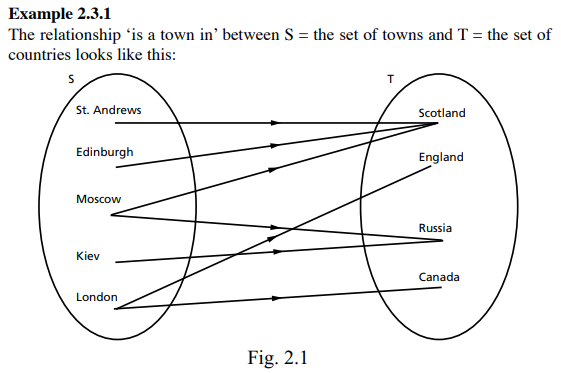 Example 2.3.1
The relationship ‘is a town in’ between S = the set of towns and T = the set of
countries looks like this:
S
T
St. Andrews
Scotland
Edinburgh
England
Moscow
Russia
Kiev
Canada
London
Fig. 2.1